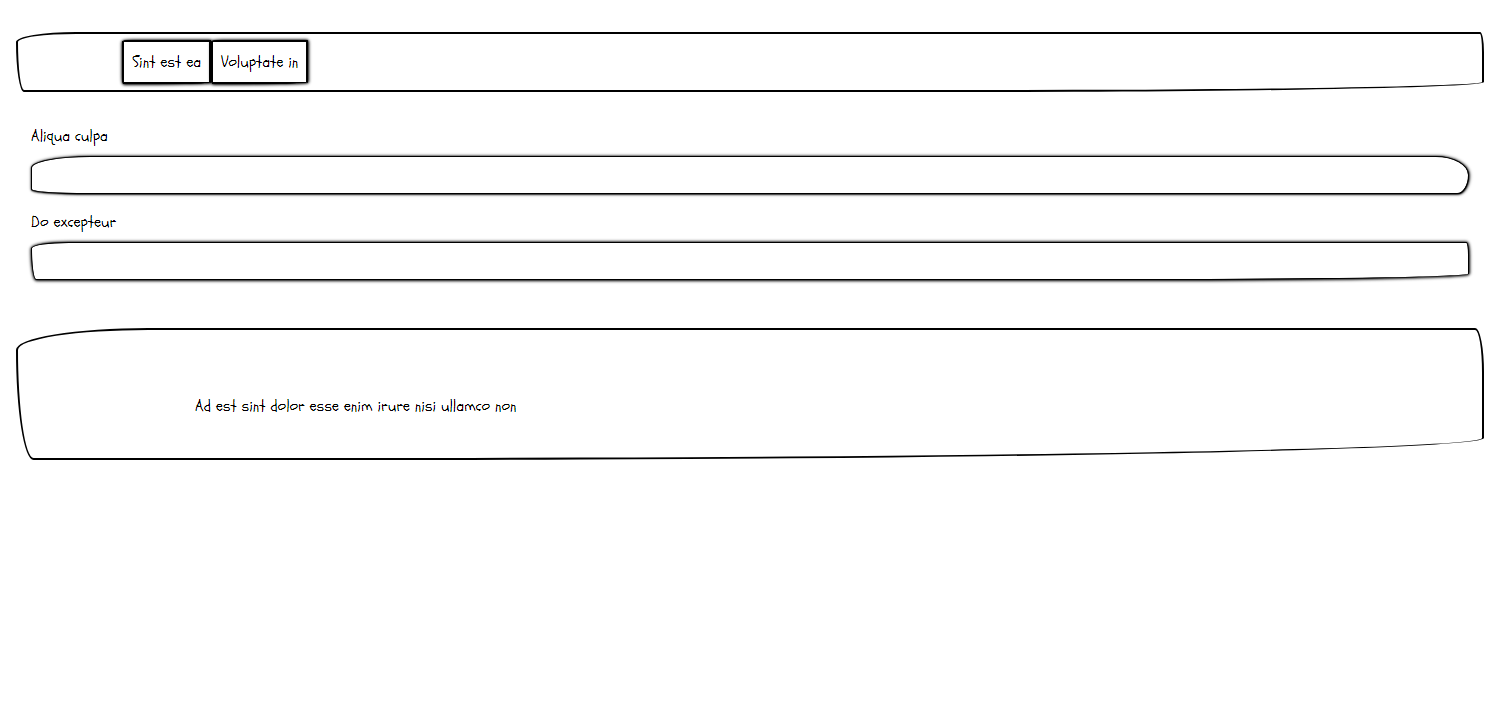 Sint est ea Voluptate in
Aliqua culpa
Do excepteur
Ad est sint dolor esse enim irure nisi ullamco non